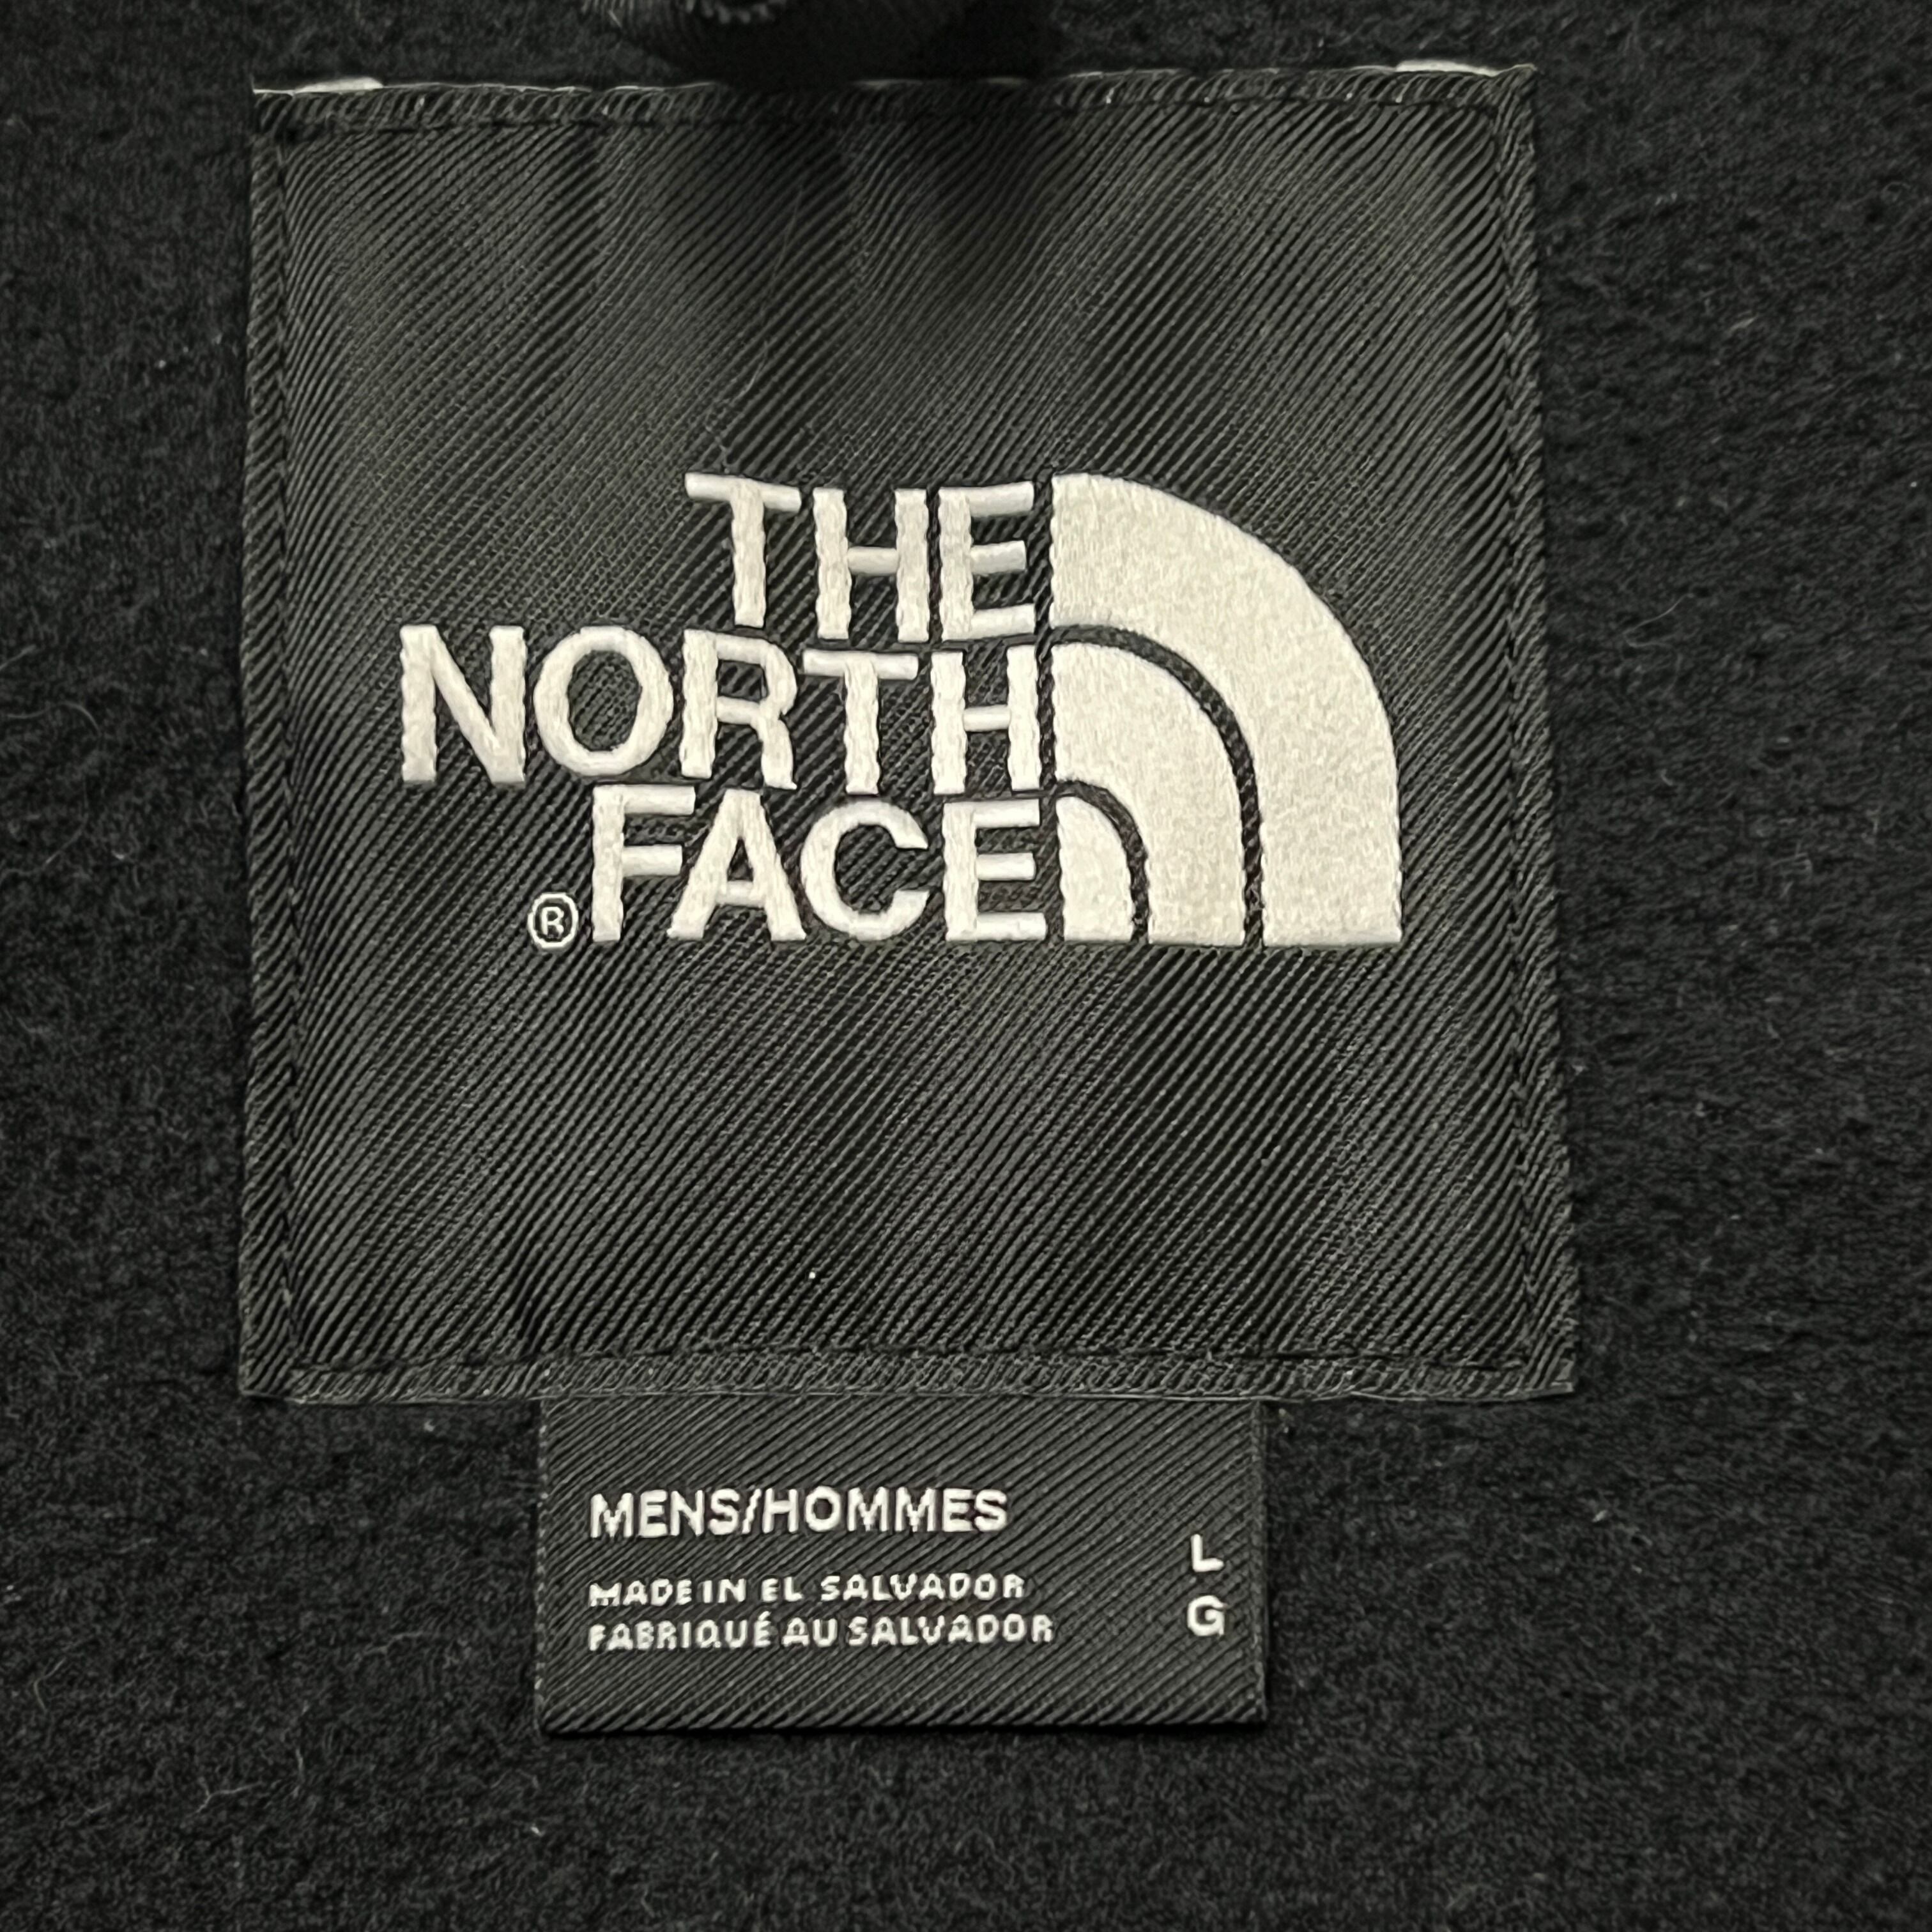 THE
NORTH
FACE
®
MENS/HOMMES
MADE IN EL SALVADOR
FABRIQUÉ AU SALVADOR
L
G